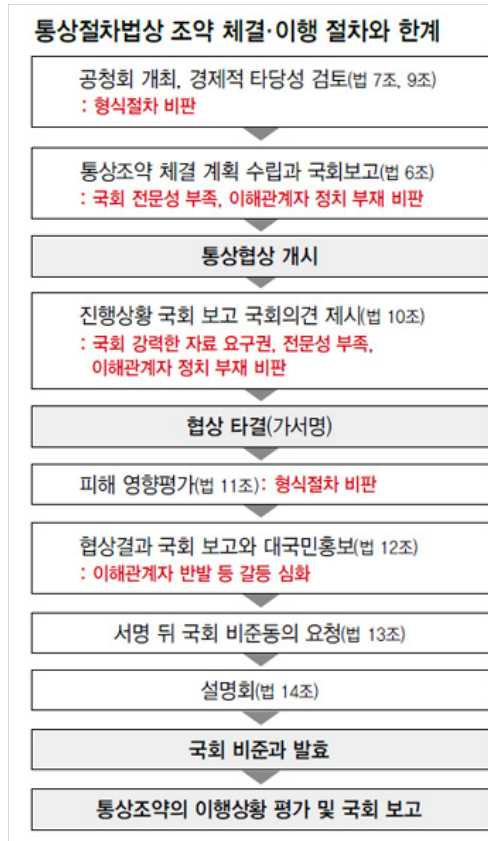 통상절차법상 조약 체결·이행 절차와 한계
공청회 개최, 경제적 타당성 검토(법 7조, 9조)
: 형식절차 비판
통상조약 체결 계획 수립과 국회보고(법 6조)
: 국회 전문성 부족, 이해관계자 정치 부재 비판
통상협상 개시
진행상황 국회 보고 국회의견 제시(법 10조)
: 국회 강력한 자료 요구권, 전문성 부족,
이해관계자 정치 부재 비판
협상 타결(가서명)
피해 영향평가(법 11조): 형식절차 비판
협상결과 국회 보고와 대국민홍보(법 12조)
: 이해관계자 반발 등 갈등 심화
서명 뒤 국회 비준동의 요청(법 13조)
설명회(법 14조)
국회 비준과 발효
통상조약의 이행상황 평가 및 국회 보고